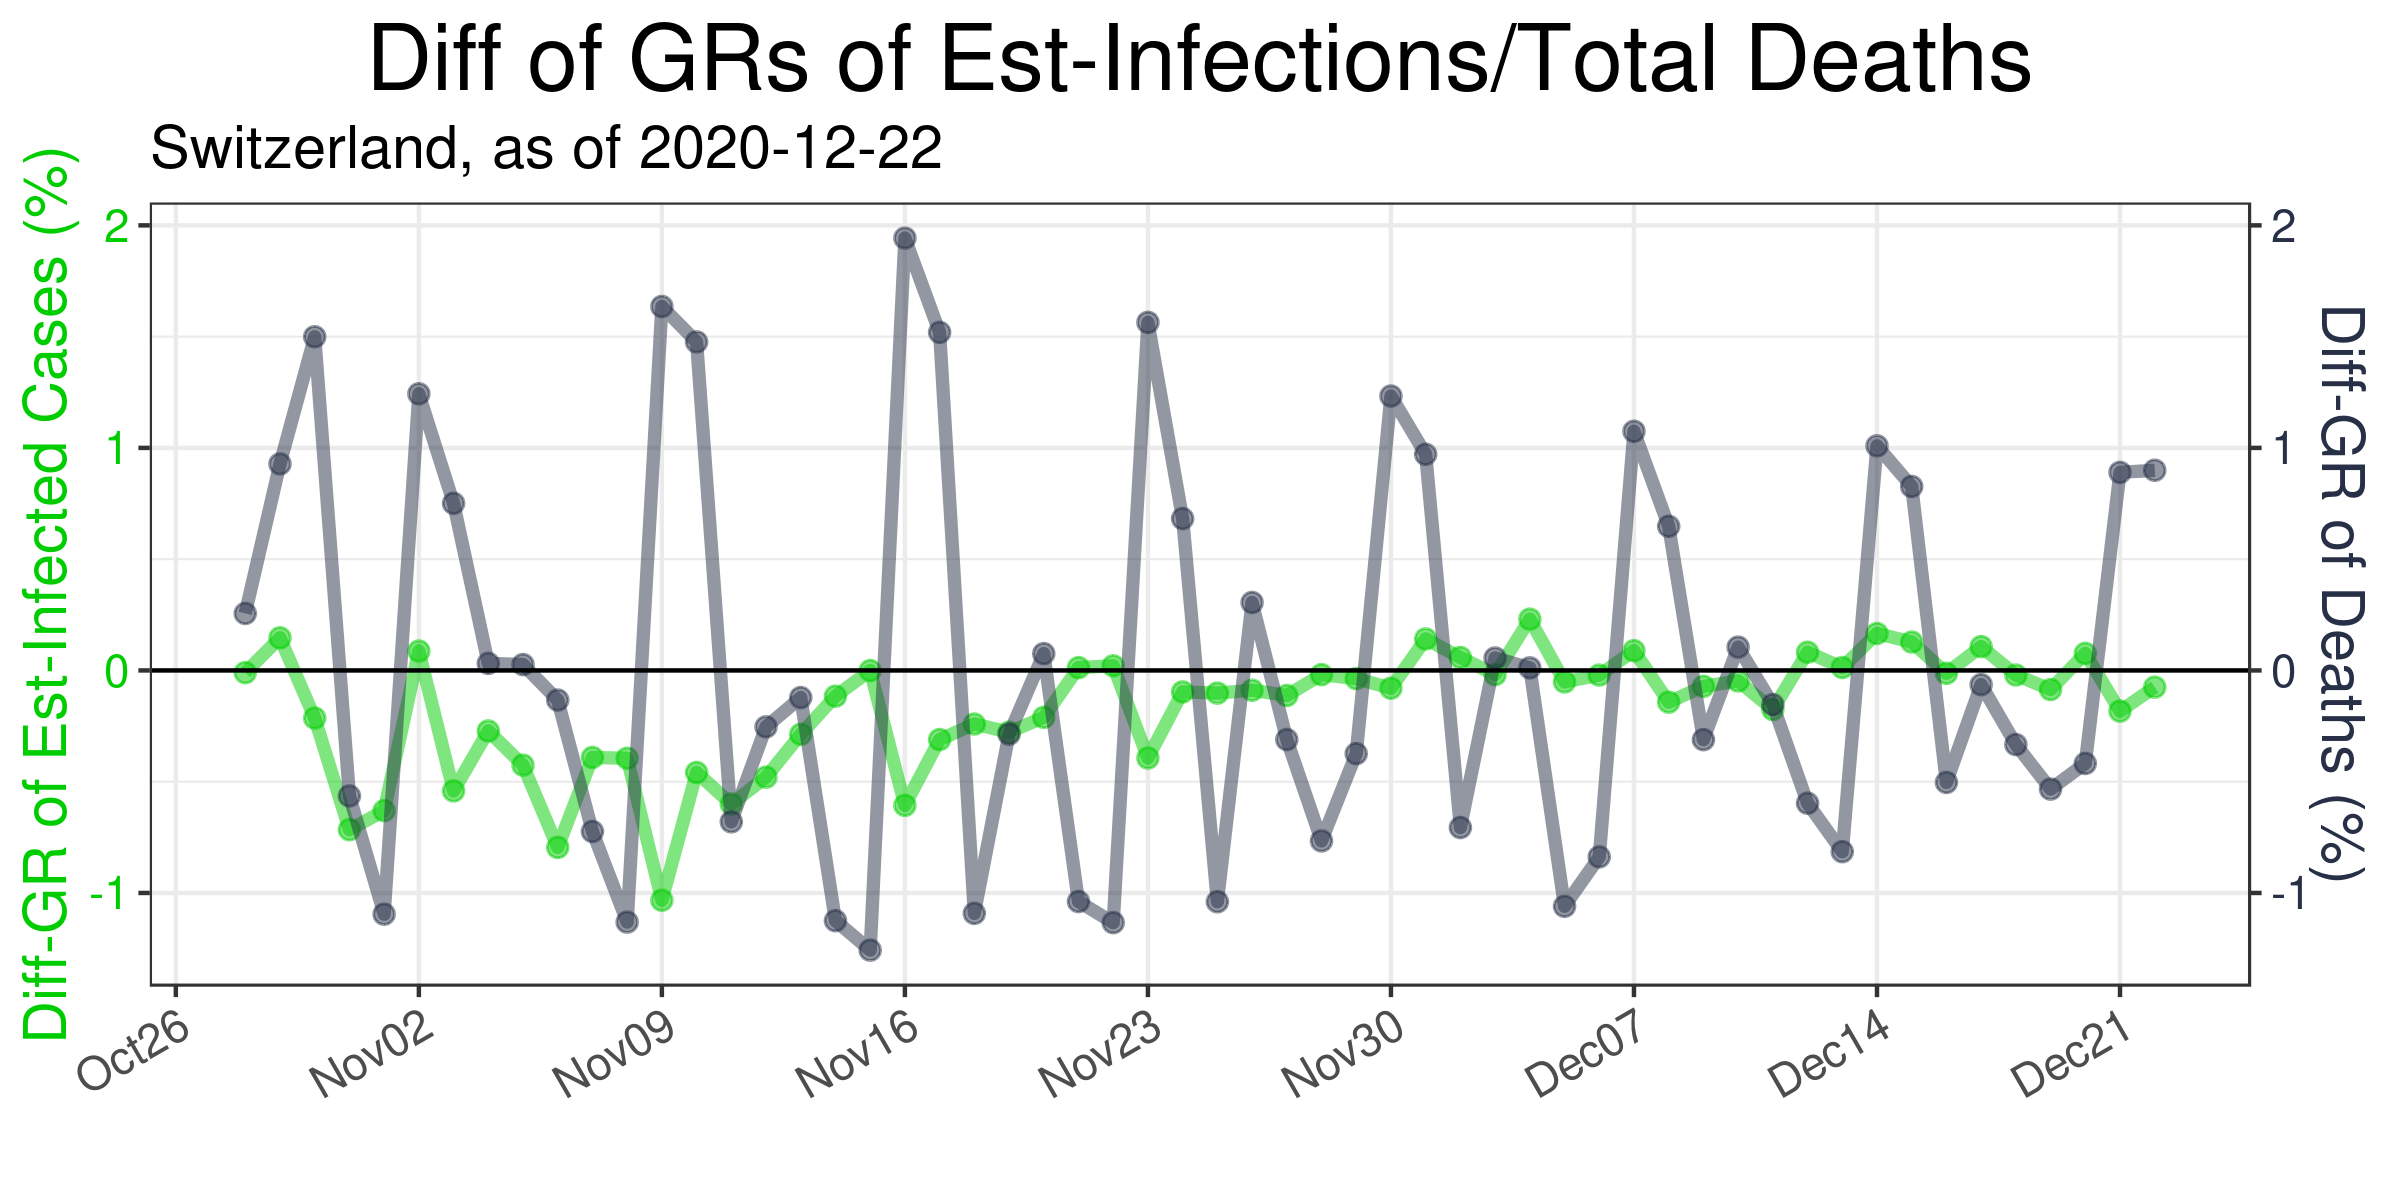 Diff of GRs of Est-Infections/Total Deaths
Switzerland, as of 2020-12-22
Diff-GR of Est-Infected Cases (%)
2
1
0
-1
2
1
0
-1
Diff-GR of Deaths (%)
Oct26
Nov02
Nov09
Nov16
Nov23
Nov30
Dec07
Dec14
Dec21